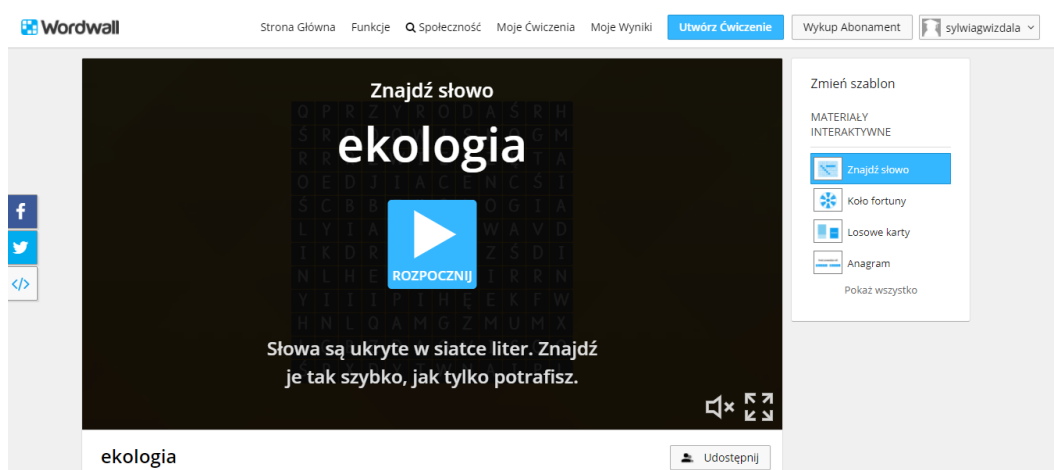 Wordwall
Strona Główna Funkcje Społeczność Moje Ćwiczenia Moje Wyniki Utwórz Ćwiczenie Wykup Abonament sylwiagwizdala
Znajdź słowo
ekologia
ROZPOCZNIJ
Słowa są ukryte w siatce liter. Znajdź
je tak szybko, jak tylko potrafisz.
ekologia
Udostępnij
Zmień szablon
MATERIAŁY
INTERAKTYWNE
Znajdź słowo
Koło fortuny
Losowe karty
Anagram
Pokaż wszystko